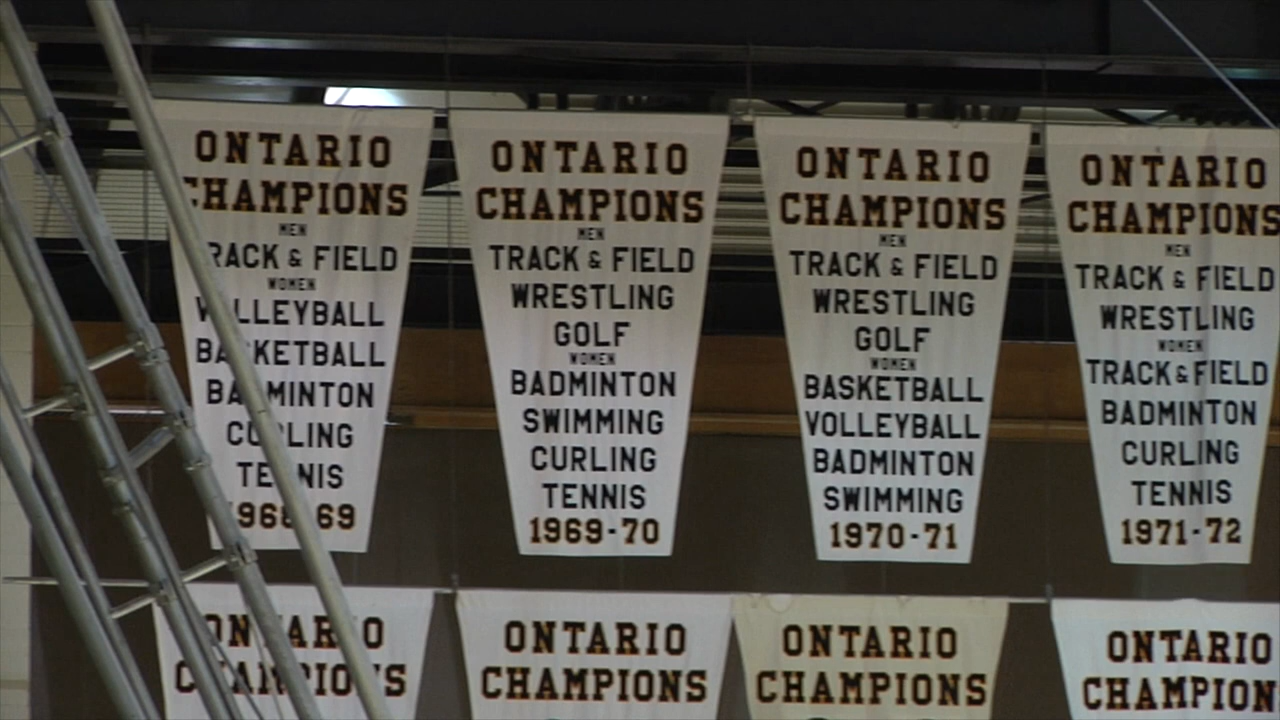 ONTARIO
CHAMPIONS
MEN
TRACK & FIELD
WOMEN
VOLLEYBALL
BASKETBALL
BADMINTON
CURLING
TENNIS
1968-69
ONTARIO
CHAMPIONS
MEN
TRACK & FIELD
WRESTLING
GOLF
WOMEN
BADMINTON
SWIMMING
CURLING
TENNIS
1969-70
ONTARIO
CHAMPIONS
MEN
TRACK & FIELD
WRESTLING
GOLF
WOMEN
BASKETBALL
VOLLEYBALL
BADMINTON
SWIMMING
1970-71
ONTARIO
CHAMPIONS
MEN
TRACK & FIELD
WRESTLING
WOMEN
TRACK & FIELD
BADMINTON
CURLING
TENNIS
1971-72
ONTARIO
CHAMPIONS
ONTARIO
CHAMPIONS
ONTARIO
CHAMPIONS
ONTARIO
CHAMPION